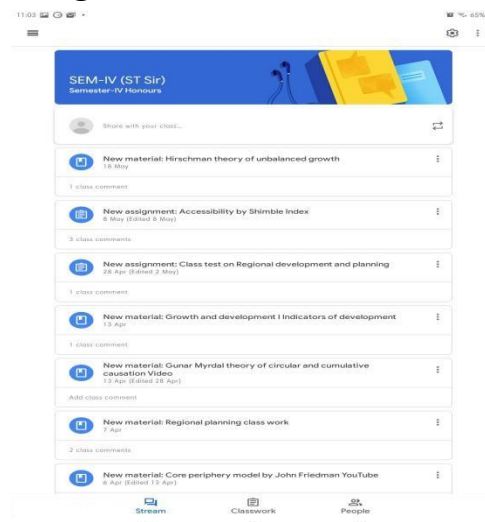 11:03
65%
SEM-IV (ST Sir)
Semester-IV Honours
Share with your class...
New material: Hirschman theory of unbalanced growth
18 May
1 class comment
New assignment: Accessibility by Shimble Index
6 May (Edited 6 May)
3 class comments
New assignment: Class test on Regional development and planning
28 Apr (Edited 2 May)
1 class comment
New material: Growth and development I Indicators of development
13 Apr
1 class comment
New material: Gunar Myrdal theory of circular and cumulative
causation Video
13 Apr (Edited 28 Apr)
Add class comment
New material: Regional planning class work
7 Apr
2 class comments
New material: Core periphery model by John Friedman YouTube
6 Apr (Edited 13 Apr)
Stream
Classwork
People